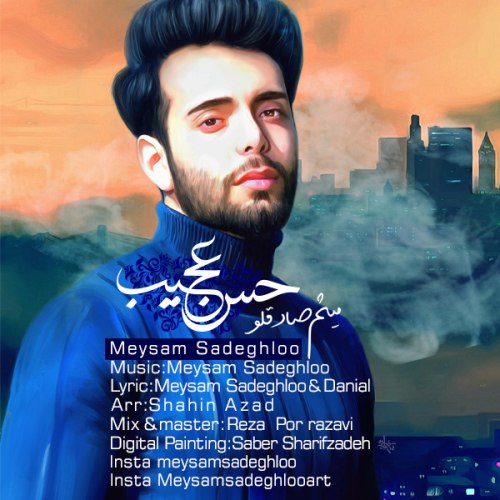 حس عجیب
میثم صادقلو
Meysam Sadeghloo
Music:Meysam Sadeghloo
Lyric:Meysam Sadeghloo & Danial
Arr:Shahin Azad
Mix & master:Reza Por razavi
Digital Painting:Saber Sharifzadeh
Insta meysamsadeghloo
Insta Meysamsadeghlooart